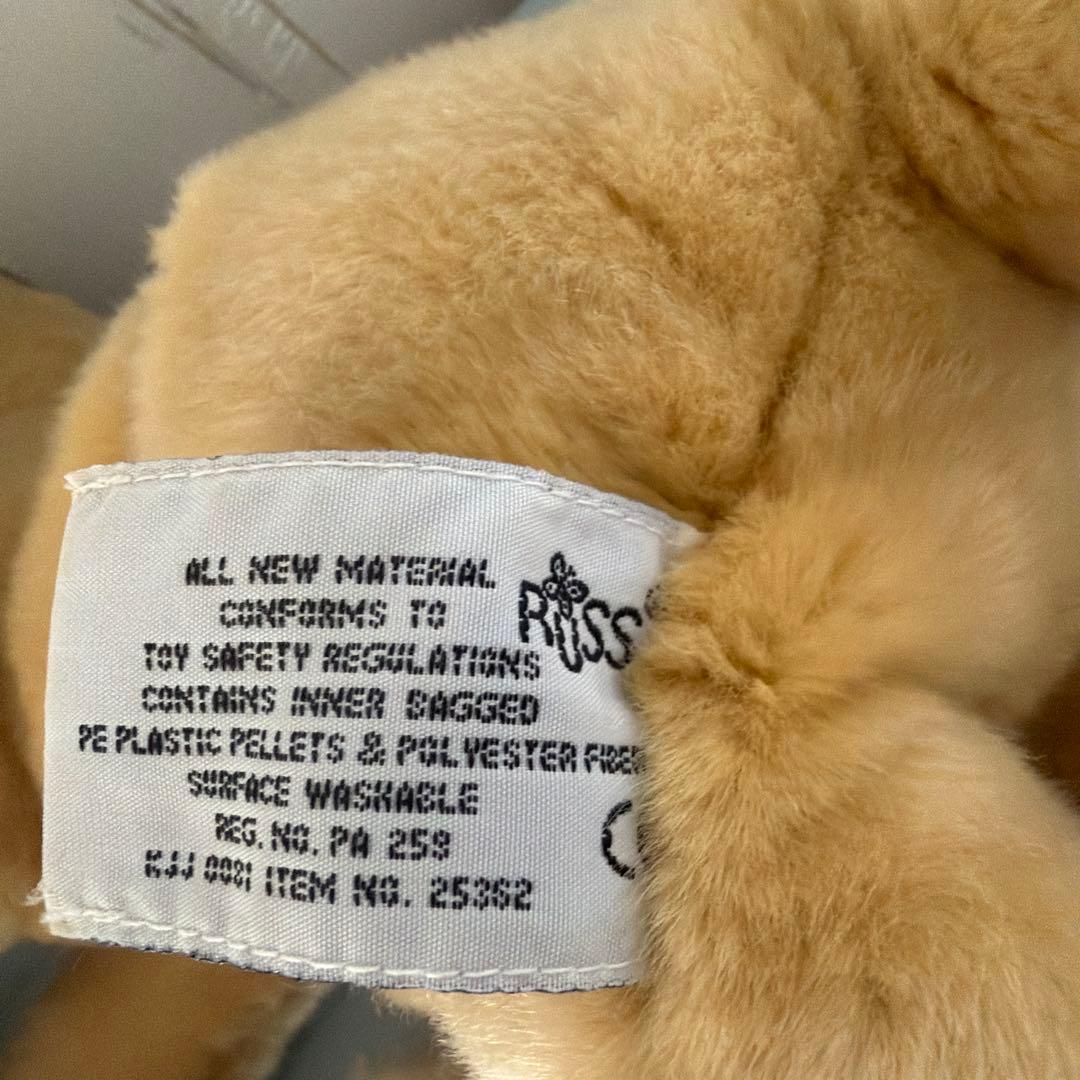 ALL NEW MATERIAL
CONFORMS TO
TOY SAFETY REGULATIONS
CONTAINS INNER BAGGED
PE PLASTIC PELLETS & POLYESTER FIBER
SURFACE WASHABLE
REG. NO. PA 259
KJJ 0081 ITEM NO. 25362
RUSS